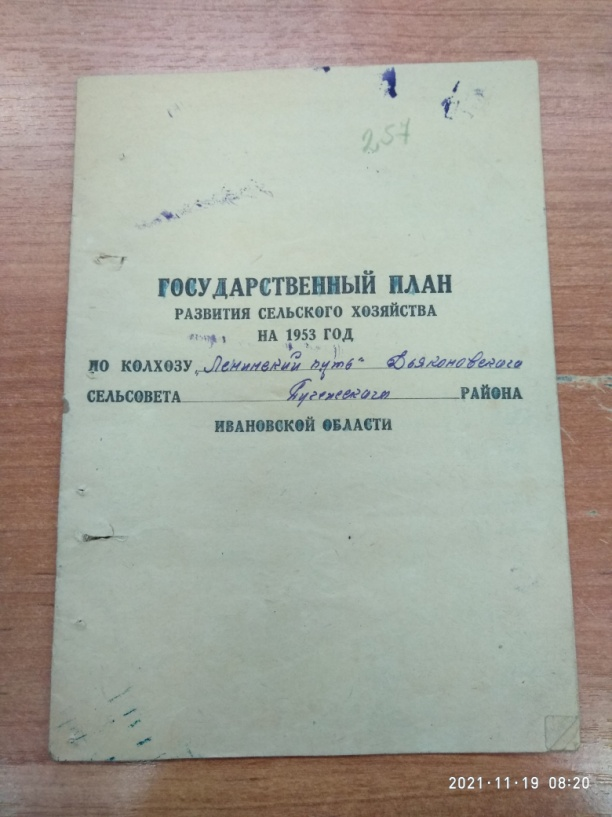 257
ГОСУДАРСТВЕННЫЙ ПЛАН
РАЗВИТИЯ СЕЛЬСКОГО ХОЗЯЙСТВА
НА 1953 ГОД
ПО КОЛХОЗУ „Ленинский путь" Дьяконовского
СЕЛЬСОВЕТА Пучежского РАЙОНА
ИВАНОВСКОЙ ОБЛАСТИ
2021·11·19 08:20